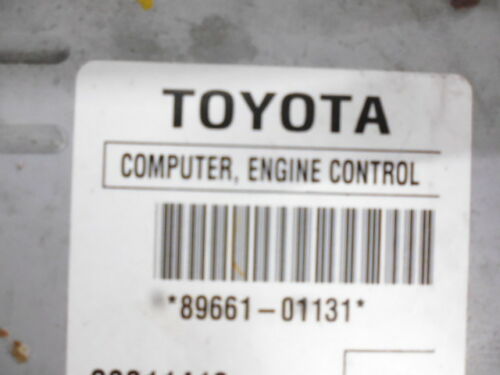 TOYOTA
COMPUTER, ENGINE CONTROL
*89661-01131*